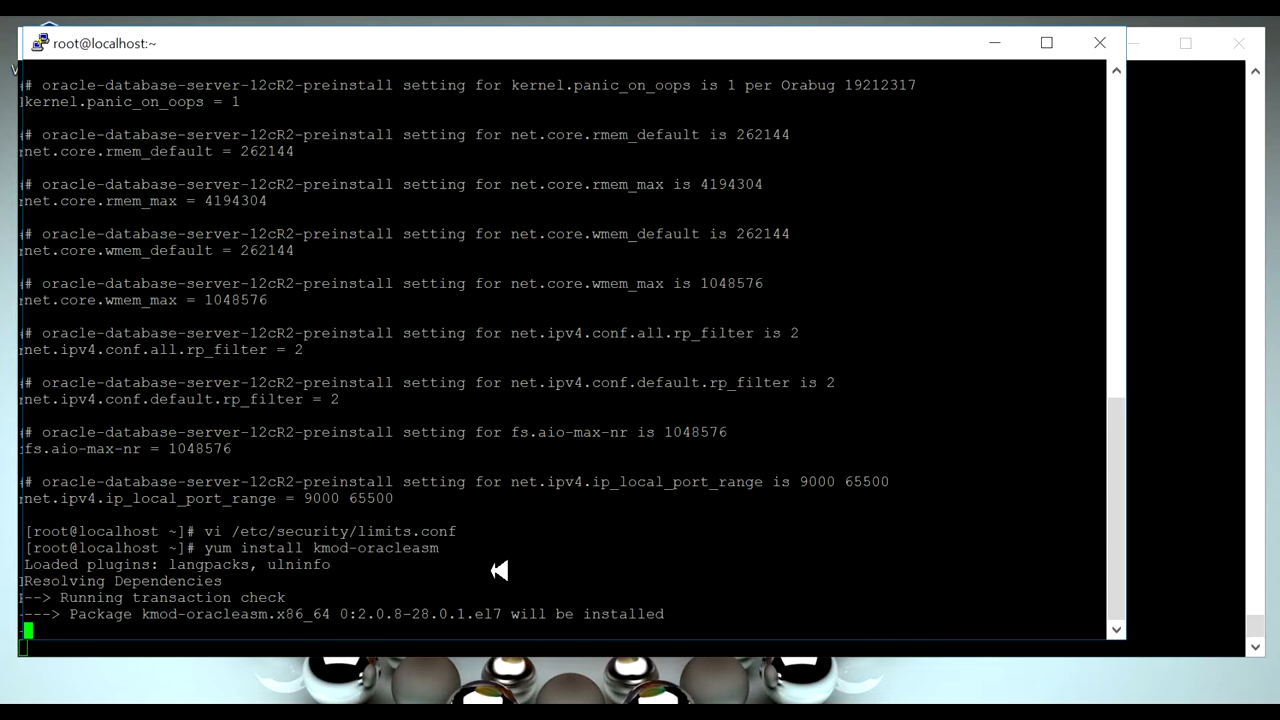 root@localhost:~
# oracle-database-server-12cR2-preinstall setting for kernel.panic_on_oops is 1 per Orabug 19212317
kernel.panic_on_oops = 1
# oracle-database-server-12cR2-preinstall setting for net.core.rmem_default is 262144
net.core.rmem_default = 262144
# oracle-database-server-12cR2-preinstall setting for net.core.rmem_max is 4194304
net.core.rmem_max = 4194304
# oracle-database-server-12cR2-preinstall setting for net.core.wmem_default is 262144
net.core.wmem_default = 262144
# oracle-database-server-12cR2-preinstall setting for net.core.wmem_max is 1048576
net.core.wmem_max = 1048576
# oracle-database-server-12cR2-preinstall setting for net.ipv4.conf.all.rp_filter is 2
net.ipv4.conf.all.rp_filter = 2
# oracle-database-server-12cR2-preinstall setting for net.ipv4.conf.default.rp_filter is 2
net.ipv4.conf.default.rp_filter = 2
# oracle-database-server-12cR2-preinstall setting for fs.aio-max-nr is 1048576
fs.aio-max-nr = 1048576
# oracle-database-server-12cR2-preinstall setting for net.ipv4.ip_local_port_range is 9000 65500
net.ipv4.ip_local_port_range = 9000 65500
[root@localhost ~]# vi /etc/security/limits.conf
[root@localhost ~]# yum install kmod-oracleasm
Loaded plugins: langpacks, ulninfo
Resolving Dependencies
--> Running transaction check
---> Package kmod-oracleasm.x86_64 0:2.0.8-28.0.1.el7 will be installed